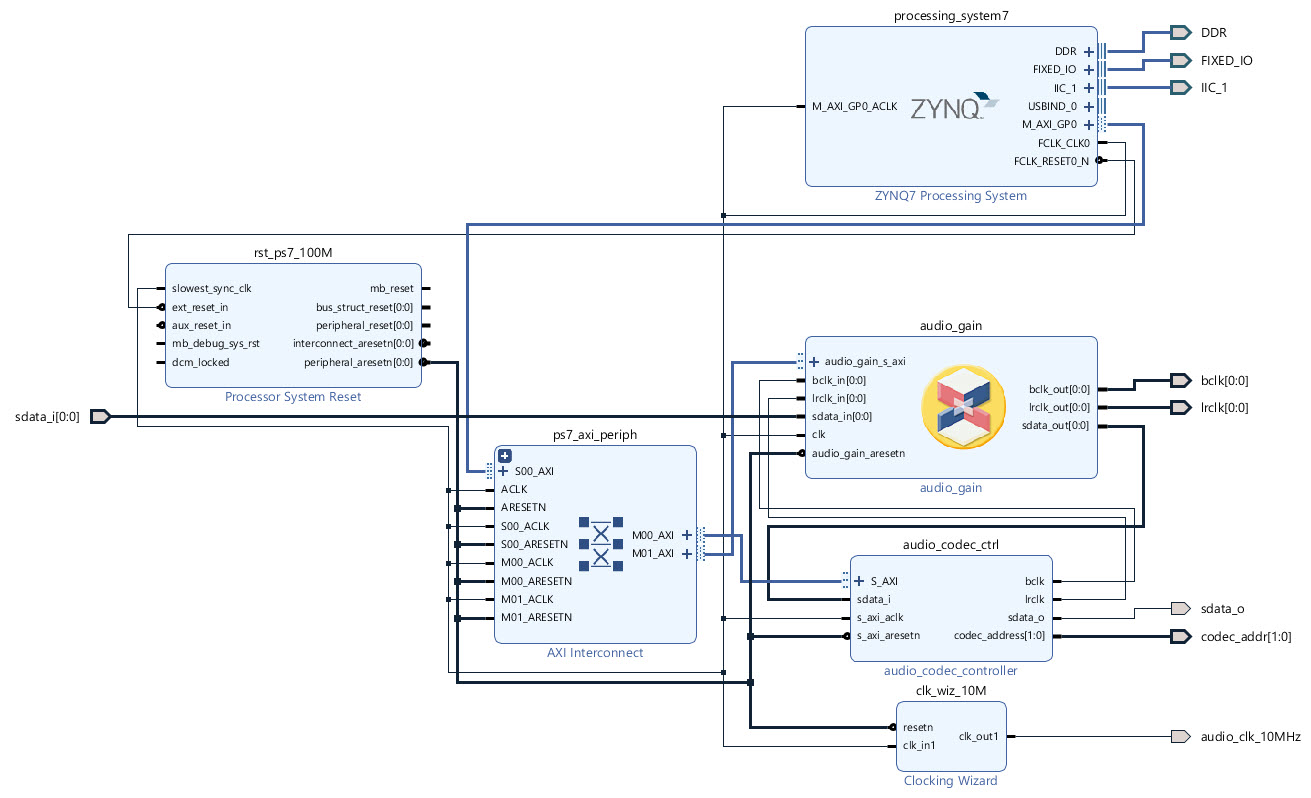 processing_system7
DDR
FIXED_IO
IIC_1
USBIND_0
M_AXI_GP0
FCLK_CLK0
FCLK_RESET0_N
M_AXI_GP0_ACLK
ZYNQ
ZYNQ7 Processing System
DDR
FIXED_IO
IIC_1
rst_ps7_100M
slowest_sync_clk
ext_reset_in
aux_reset_in
mb_debug_sys_rst
dcm_locked
mb_reset
bus_struct_reset[0:0]
peripheral_reset[0:0]
interconnect_aresetn[0:0]
peripheral_aresetn[0:0]
Processor System Reset
sdata_i[0:0]
audio_gain
audio_gain_s_axi
bclk_in[0:0]
lrclk_in[0:0]
sdata_in[0:0]
clk
audio_gain_aresetn
bclk_out[0:0]
lrclk_out[0:0]
sdata_out[0:0]
audio_gain
bclk[0:0]
lrclk[0:0]
ps7_axi_periph
S00_AXI
ACLK
ARESETN
S00_ACLK
S00_ARESETN
M00_ACLK
M00_ARESETN
M01_ACLK
M01_ARESETN
M00_AXI
M01_AXI
AXI Interconnect
audio_codec_ctrl
S_AXI
sdata_i
s_axi_aclk
s_axi_aresetn
bclk
lrclk
sdata_o
codec_address[1:0]
audio_codec_controller
sdata_o
codec_addr[1:0]
clk_wiz_10M
resetn
clk_in1
clk_out1
Clocking Wizard
audio_clk_10MHz